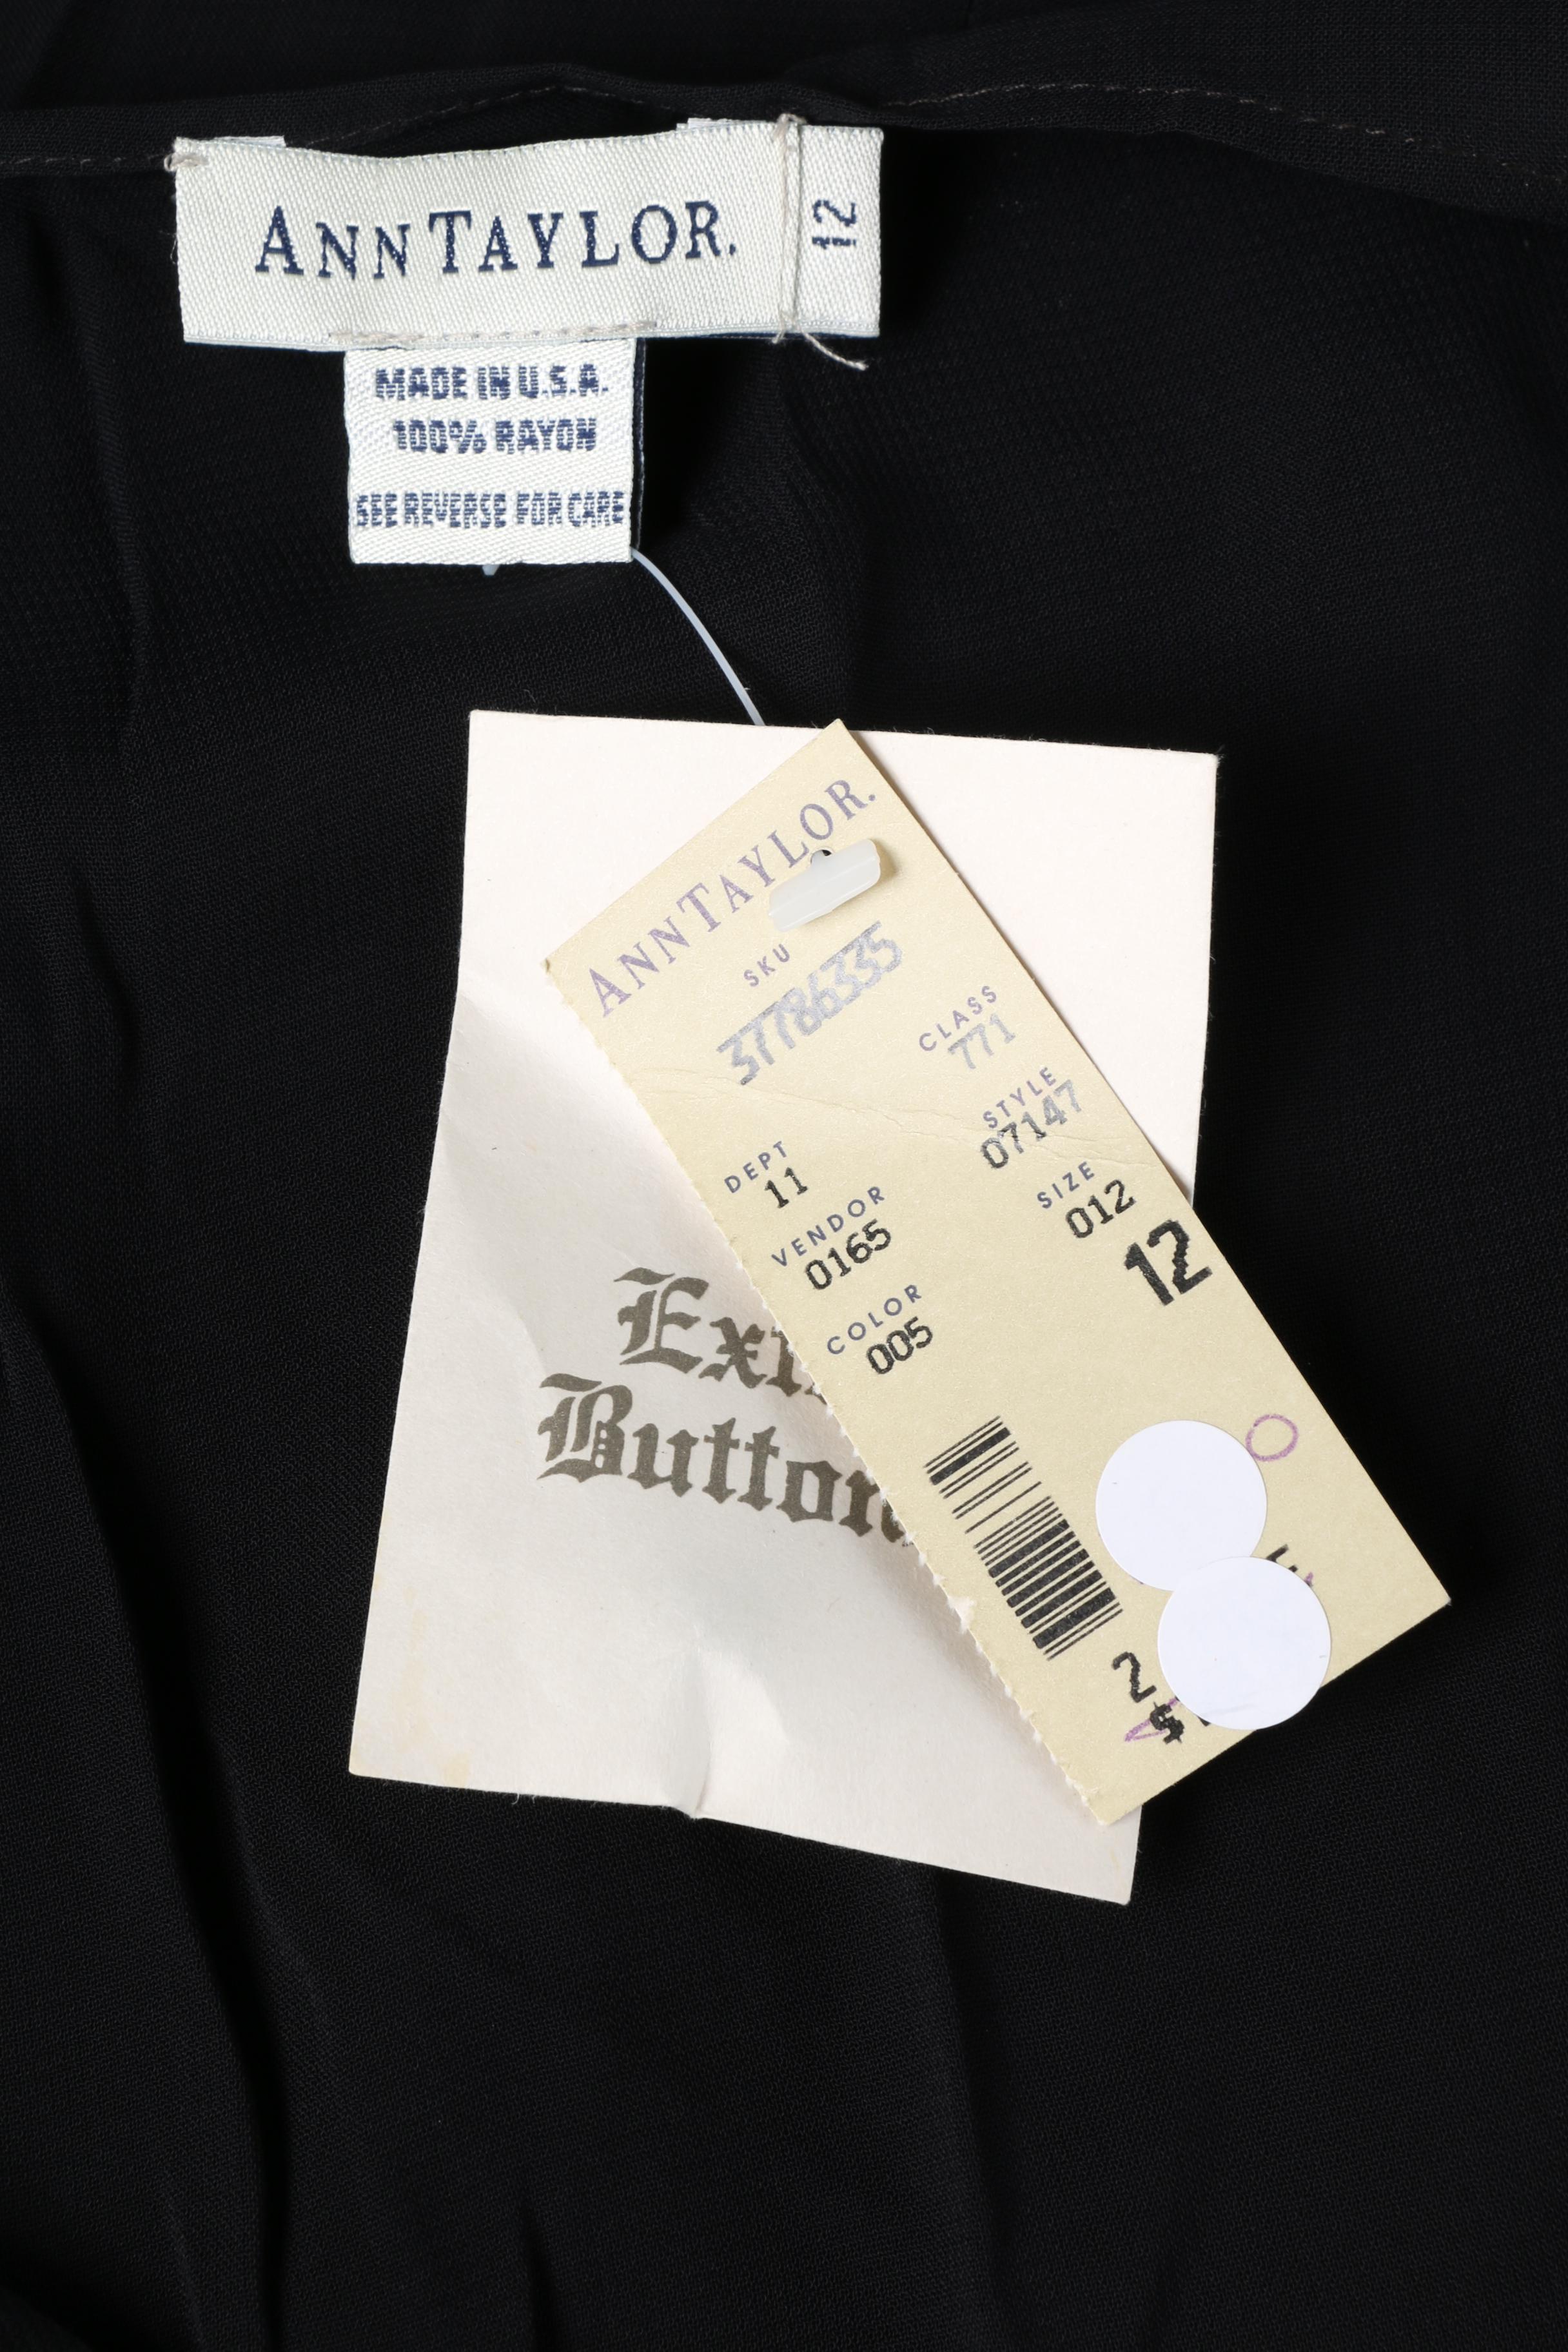 ANNTAYLOR.
12
MADE IN U.S.A.
100% RAYON
SEE REVERSE FOR CARE
ANNTAYLOR.
SKU
37786335
CLASS
771
STYLE
07147
DEPT
11
SIZE
012
12
VENDOR
0165
COLOR
005
2
$